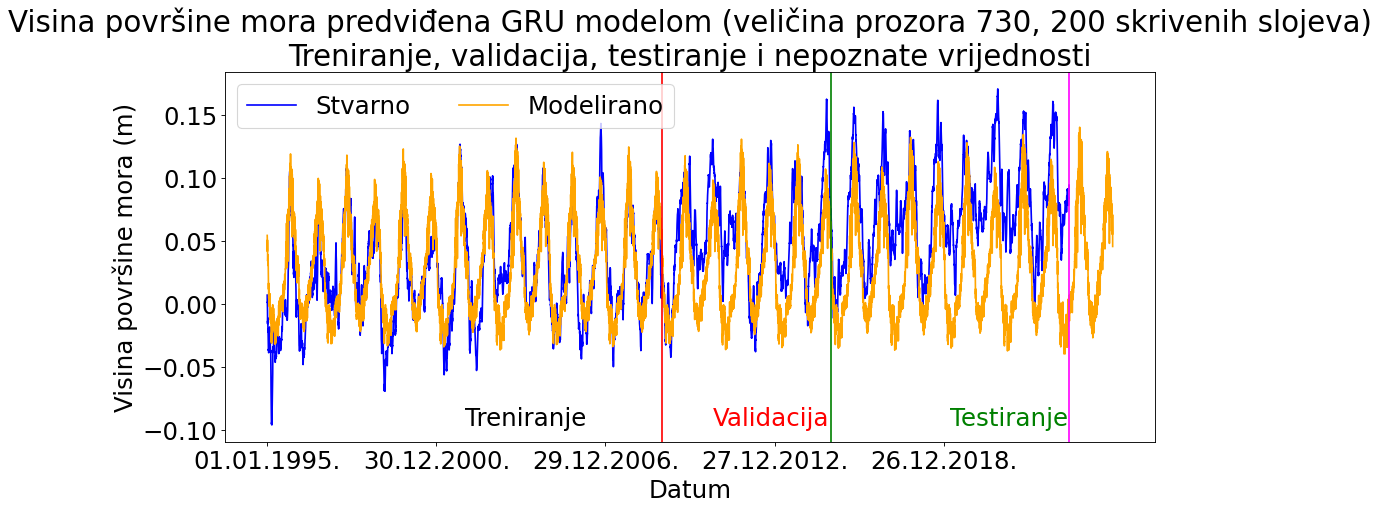 Visina površine mora predviđena GRU modelom (veličina prozora 730, 200 skrivenih slojeva)
Treniranje, validacija, testiranje i nepoznate vrijednosti
Stvarno Modelirano
Visina površine mora (m)
0.15
0.10
0.05
0.00
−0.05
−0.10
Treniranje Validacija Testiranje
01.01.1995. 30.12.2000. 29.12.2006. 27.12.2012. 26.12.2018.
Datum